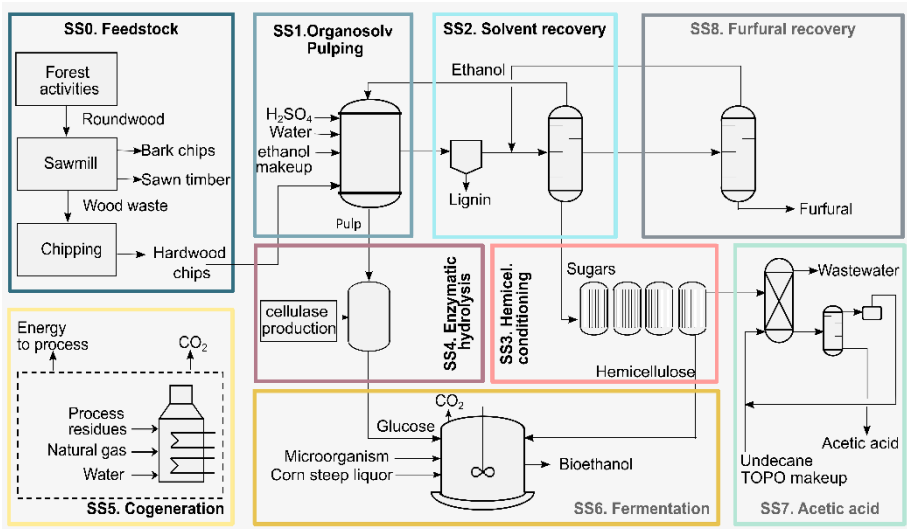 SS0. Feedstock
Forest
activities
Roundwood
Sawmill
Bark chips
Sawn timber
Wood waste
Chipping
Hardwood
chips
SS1.Organosolv
Pulping
H₂SO₄
Water
ethanol
makeup
Pulp
SS2. Solvent recovery
Ethanol
Lignin
SS8. Furfural recovery
Furfural
cellulase
production
SS4. Enzymatic
hydrolysis
SS3. Hemicel.
conditioning
Sugars
Hemicellulose
Wastewater
Acetic acid
Undecane
TOPO makeup
SS7. Acetic acid
Energy
to process
CO₂
Process
residues
Natural gas
Water
SS5. Cogeneration
CO₂
Glucose
Microorganism
Corn steep liquor
Bioethanol
SS6. Fermentation